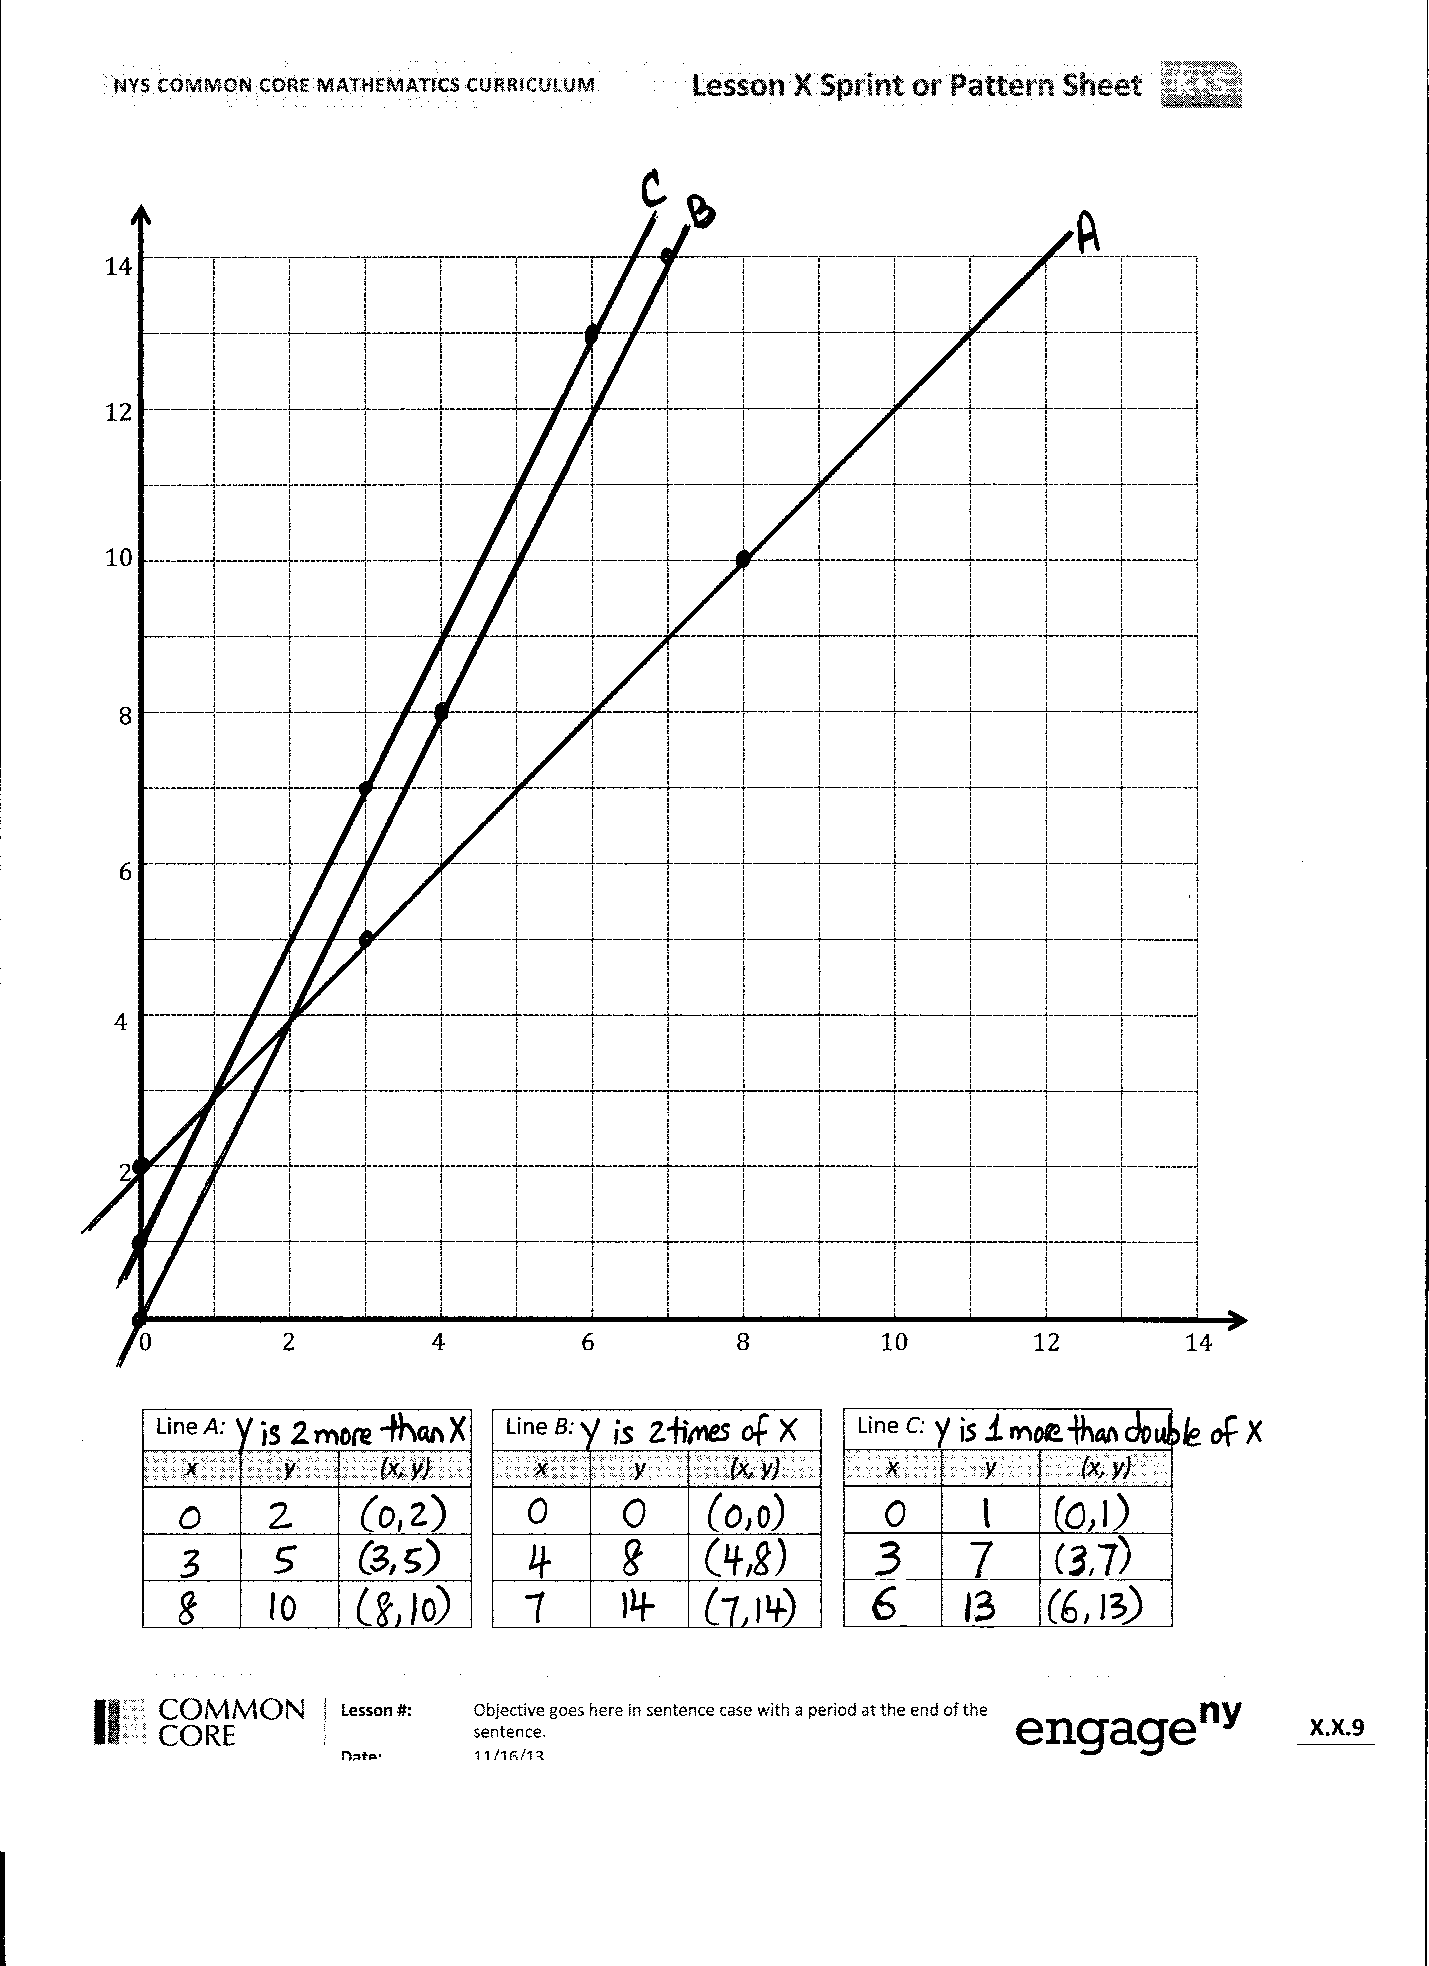 NYS COMMON CORE MATHEMATICS CURRICULUM Lesson X Sprint or Pattern Sheet
C
B
A
14
12
10
8
6
4
2
0 2 4 6 8 10 12 14
Line A: Y is 2 more than X Line B: Y is 2 times of X Line C: Y is 1 more than double of X
x y (x, y) x y (x, y) x y (x, y)
0 2 (0,2) 0 0 (0,0) 0 1 (0,1)
3 5 (3,5) 4 8 (4,8) 3 7 (3,7)
8 10 (8,10) 7 14 (7,14) 6 13 (6,13)
COMMON CORE
Lesson #: Objective goes here in sentence case with a period at the end of the
sentence.
Date: 11/16/13
engage ny
X.X.9